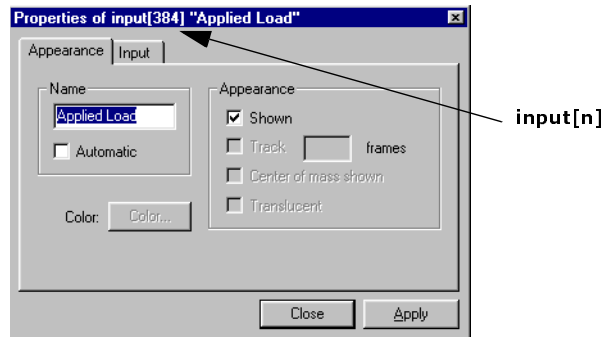 Properties of input[384] "Applied Load"
Appearance Input
Name
Applied Load
Automatic
Color: Color...
Appearance
Shown
Track frames
Center of mass shown
Translucent
Close Apply
input[n]